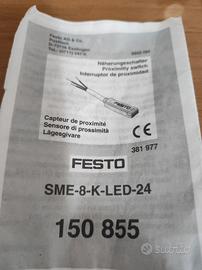 Festo AG & Co.
Postfach
D-73726 Esslingen
Näherungsschalter
Proximity switch
Interruptor de proximidad
Capteur de proximité
Sensore di prossimità
Lägesgivare
CE
381 977
FESTO
SME-8-K-LED-24
150 855
subito